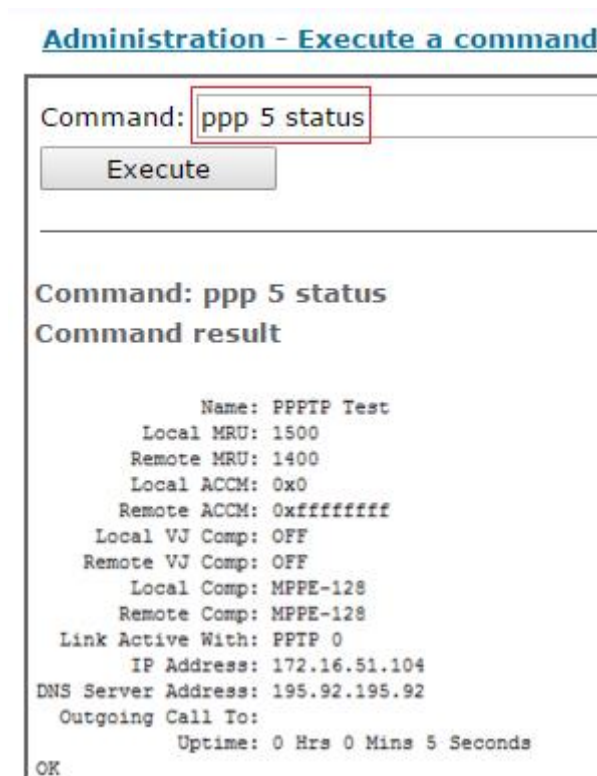 Administration - Execute a command
Command: ppp 5 status
Execute
Command: ppp 5 status
Command result
Name: PPPTP Test
Local MRU: 1500
Remote MRU: 1400
Local ACCM: 0x0
Remote ACCM: 0xffffffff
Local VJ Comp: OFF
Remote VJ Comp: OFF
Local Comp: MPPE-128
Remote Comp: MPPE-128
Link Active With: PPTP 0
IP Address: 172.16.51.104
DNS Server Address: 195.92.195.92
Outgoing Call To:
Uptime: 0 Hrs 0 Mins 5 Seconds
OK